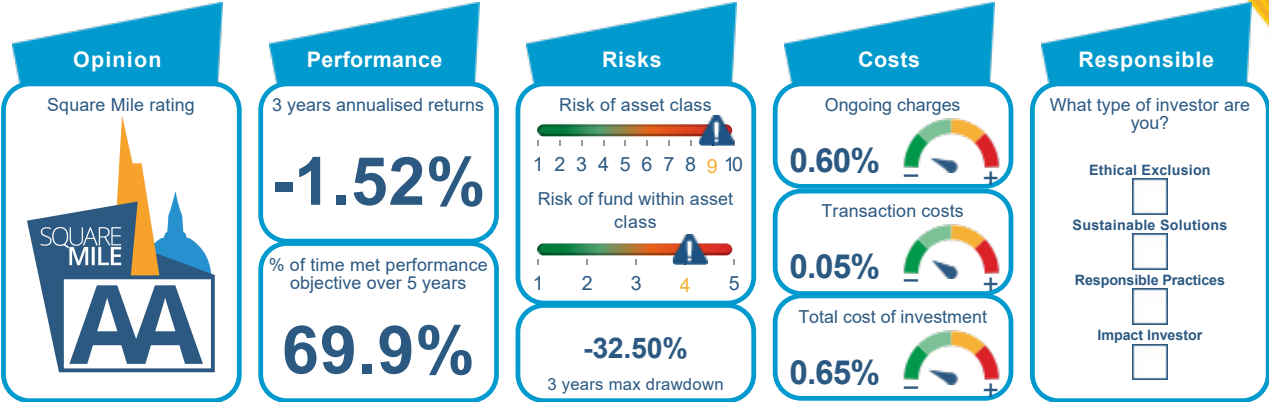 Opinion
Square Mile rating
SQUARE
MILE
AA
Performance
3 years annualised returns
-1.52%
% of time met performance
objective over 5 years
69.9%
Risks
Risk of asset class
1 2 3 4 5 6 7 8 9 10
Risk of fund within asset
class
1 2 3 4 5
-32.50%
3 years max drawdown
Costs
Ongoing charges
0.60%
– +
Transaction costs
0.05%
– +
Total cost of investment
0.65%
– +
Responsible
What type of investor are
you?
Ethical Exclusion
Sustainable Solutions
Responsible Practices
Impact Investor